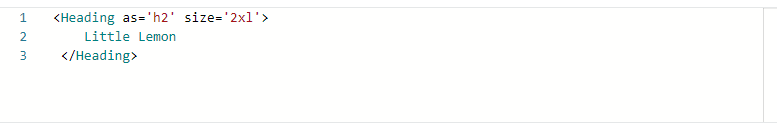 1 <Heading as='h2' size='2xl'>
2 Little Lemon
3 </Heading>